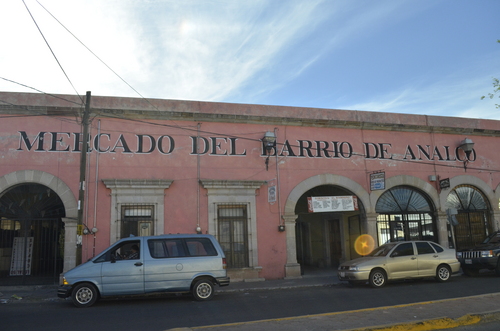 MERCADO DEL BARRIO DE ANALCO